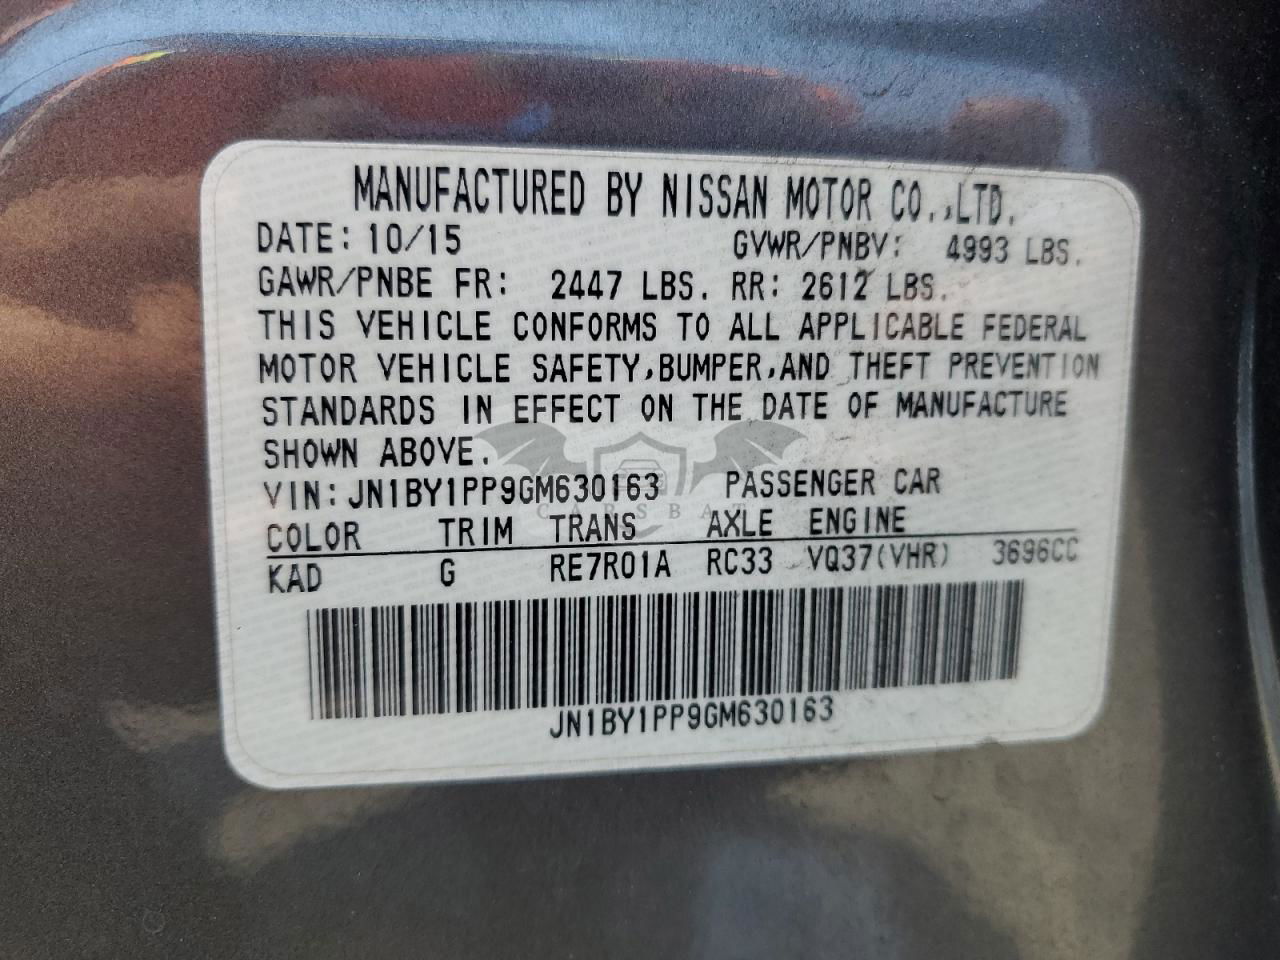 MANUFACTURED BY NISSAN MOTOR CO.,LTD.
DATE: 10/15 GVWR/PNBV: 4993 LBS.
GAWR/PNBE FR: 2447 LBS. RR: 2612 LBS.
THIS VEHICLE CONFORMS TO ALL APPLICABLE FEDERAL
MOTOR VEHICLE SAFETY,BUMPER,AND THEFT PREVENTION
STANDARDS IN EFFECT ON THE DATE OF MANUFACTURE
SHOWN ABOVE.
VIN: JN1BY1PP9GM630163 PASSENGER CAR
CARSBAT
COLOR TRIM TRANS AXLE ENGINE
KAD G RE7R01A RC33 VQ37(VHR) 3696CC
JN1BY1PP9GM630163